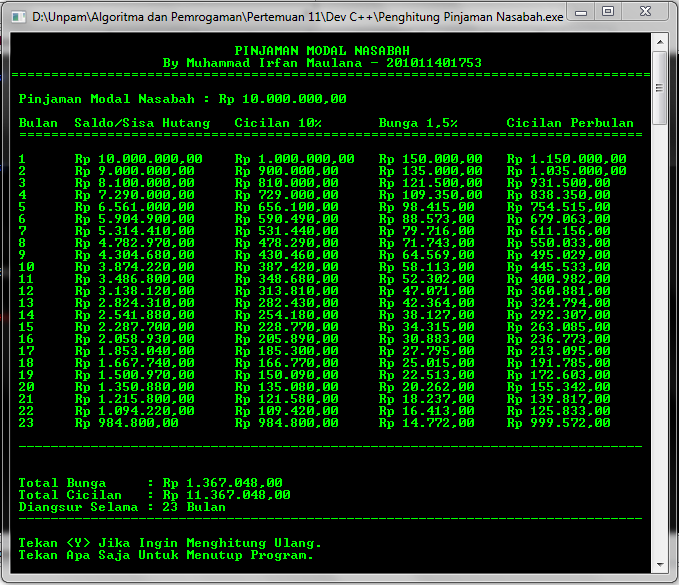 D:\Unpam\Algoritma dan Pemrogaman\Pertemuan 11\Dev C++\Penghitung Pinjaman Nasabah.exe
PINJAMAN MODAL NASABAH
By Muhammad Irfan Maulana - 201011401753
================================================================================
Pinjaman Modal Nasabah : Rp 10.000.000,00
Bulan Saldo/Sisa Hutang Cicilan 10% Bunga 1,5% Cicilan Perbulan
==============================================================================
1 Rp 10.000.000,00 Rp 1.000.000,00 Rp 150.000,00 Rp 1.150.000,00
2 Rp 9.000.000,00 Rp 900.000,00 Rp 135.000,00 Rp 1.035.000,00
3 Rp 8.100.000,00 Rp 810.000,00 Rp 121.500,00 Rp 931.500,00
4 Rp 7.290.000,00 Rp 729.000,00 Rp 109.350,00 Rp 838.350,00
5 Rp 6.561.000,00 Rp 656.100,00 Rp 98.415,00 Rp 754.515,00
6 Rp 5.904.900,00 Rp 590.490,00 Rp 88.573,00 Rp 679.063,00
7 Rp 5.314.410,00 Rp 531.440,00 Rp 79.716,00 Rp 611.156,00
8 Rp 4.782.970,00 Rp 478.290,00 Rp 71.743,00 Rp 550.033,00
9 Rp 4.304.680,00 Rp 430.460,00 Rp 64.569,00 Rp 495.029,00
10 Rp 3.874.220,00 Rp 387.420,00 Rp 58.113,00 Rp 445.533,00
11 Rp 3.486.800,00 Rp 348.680,00 Rp 52.302,00 Rp 400.982,00
12 Rp 3.138.120,00 Rp 313.810,00 Rp 47.071,00 Rp 360.881,00
13 Rp 2.824.310,00 Rp 282.430,00 Rp 42.364,00 Rp 324.794,00
14 Rp 2.541.880,00 Rp 254.180,00 Rp 38.127,00 Rp 292.307,00
15 Rp 2.287.700,00 Rp 228.770,00 Rp 34.315,00 Rp 263.085,00
16 Rp 2.058.930,00 Rp 205.890,00 Rp 30.883,00 Rp 236.773,00
17 Rp 1.853.040,00 Rp 185.300,00 Rp 27.795,00 Rp 213.095,00
18 Rp 1.667.740,00 Rp 166.770,00 Rp 25.015,00 Rp 191.785,00
19 Rp 1.500.970,00 Rp 150.090,00 Rp 22.513,00 Rp 172.603,00
20 Rp 1.350.880,00 Rp 135.080,00 Rp 20.262,00 Rp 155.342,00
21 Rp 1.215.800,00 Rp 121.580,00 Rp 18.237,00 Rp 139.817,00
22 Rp 1.094.220,00 Rp 109.420,00 Rp 16.413,00 Rp 125.833,00
23 Rp 984.800,00 Rp 984.800,00 Rp 14.772,00 Rp 999.572,00
------------------------------------------------------------------------------
Total Bunga : Rp 1.367.048,00
Total Cicilan : Rp 11.367.048,00
Diangsur Selama : 23 Bulan
------------------------------------------------------------------------------
Tekan <Y> Jika Ingin Menghitung Ulang.
Tekan Apa Saja Untuk Menutup Program.